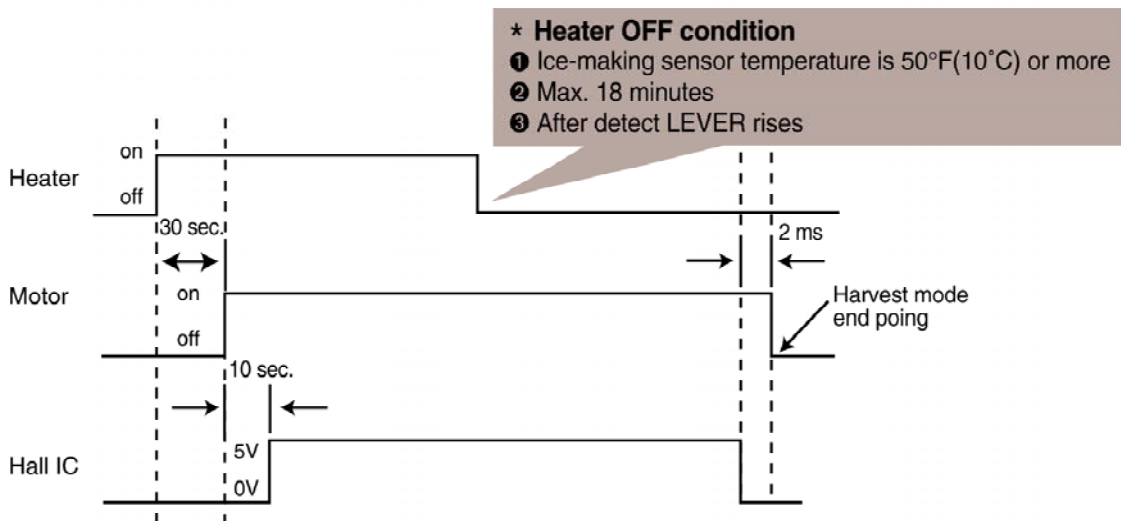 * Heater OFF condition
❶ Ice-making sensor temperature is 50°F(10˚C) or more
❷ Max. 18 minutes
❸ After detect LEVER rises
on
Heater
off
30 sec.
2 ms
Motor
on
off
Harvest mode
end poing
10 sec.
5V
Hall IC
0V